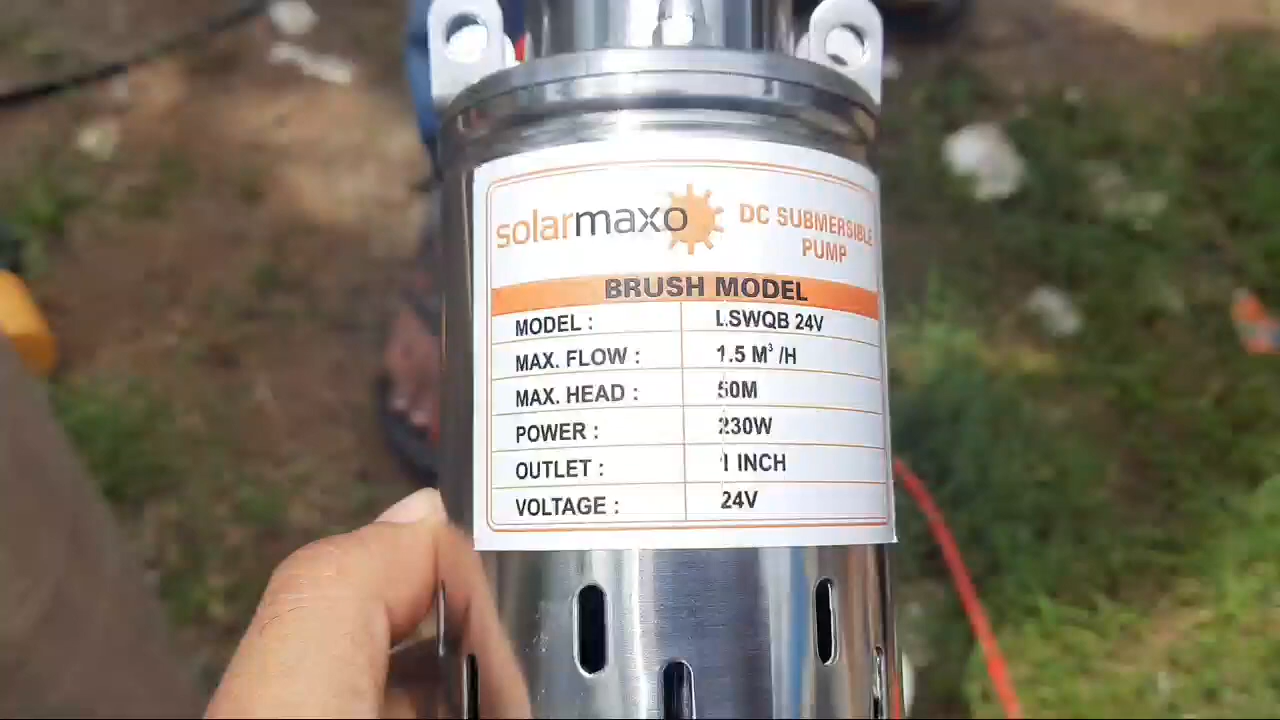 solarmaxo
DC SUBMERSIBLE
PUMP
BRUSH MODEL
MODEL : LSWQB 24V
MAX. FLOW : 1.5 M³ /H
MAX. HEAD : 50M
POWER : 230W
OUTLET : 1 INCH
VOLTAGE : 24V